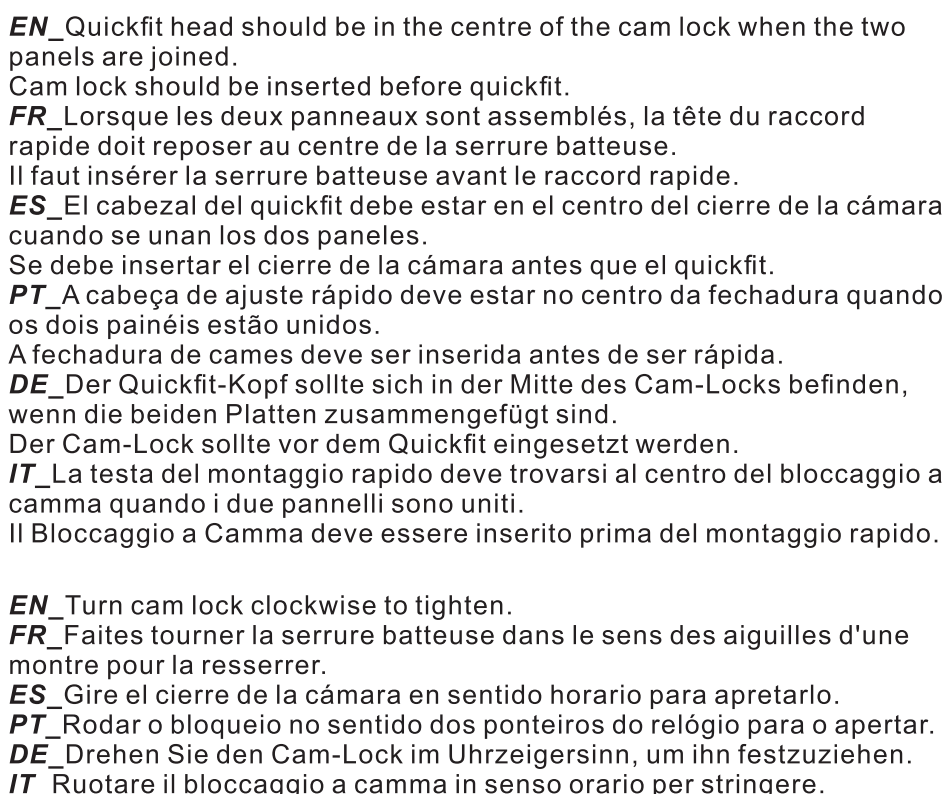 EN_Quickfit head should be in the centre of the cam lock when the two
panels are joined.
Cam lock should be inserted before quickfit.
FR_Lorsque les deux panneaux sont assemblés, la tête du raccord
rapide doit reposer au centre de la serrure batteuse.
Il faut insérer la serrure batteuse avant le raccord rapide.
ES_El cabezal del quickfit debe estar en el centro del cierre de la cámara
cuando se unan los dos paneles.
Se debe insertar el cierre de la cámara antes que el quickfit.
PT_A cabeça de ajuste rápido deve estar no centro da fechadura quando
os dois painéis estão unidos.
A fechadura de cames deve ser inserida antes de ser rápida.
DE_Der Quickfit-Kopf sollte sich in der Mitte des Cam-Locks befinden,
wenn die beiden Platten zusammengefügt sind.
Der Cam-Lock sollte vor dem Quickfit eingesetzt werden.
IT_La testa del montaggio rapido deve trovarsi al centro del bloccaggio a
camma quando i due pannelli sono uniti.
Il Bloccaggio a Camma deve essere inserito prima del montaggio rapido.
EN_Turn cam lock clockwise to tighten.
FR_Faites tourner la serrure batteuse dans le sens des aiguilles d'une
montre pour la resserrer.
ES_Gire el cierre de la cámara en sentido horario para apretarlo.
PT_Rodar o bloqueio no sentido dos ponteiros do relógio para o apertar.
DE_Drehen Sie den Cam-Lock im Uhrzeigersinn, um ihn festzuziehen.
IT_Ruotare il bloccaggio a camma in senso orario per stringere.